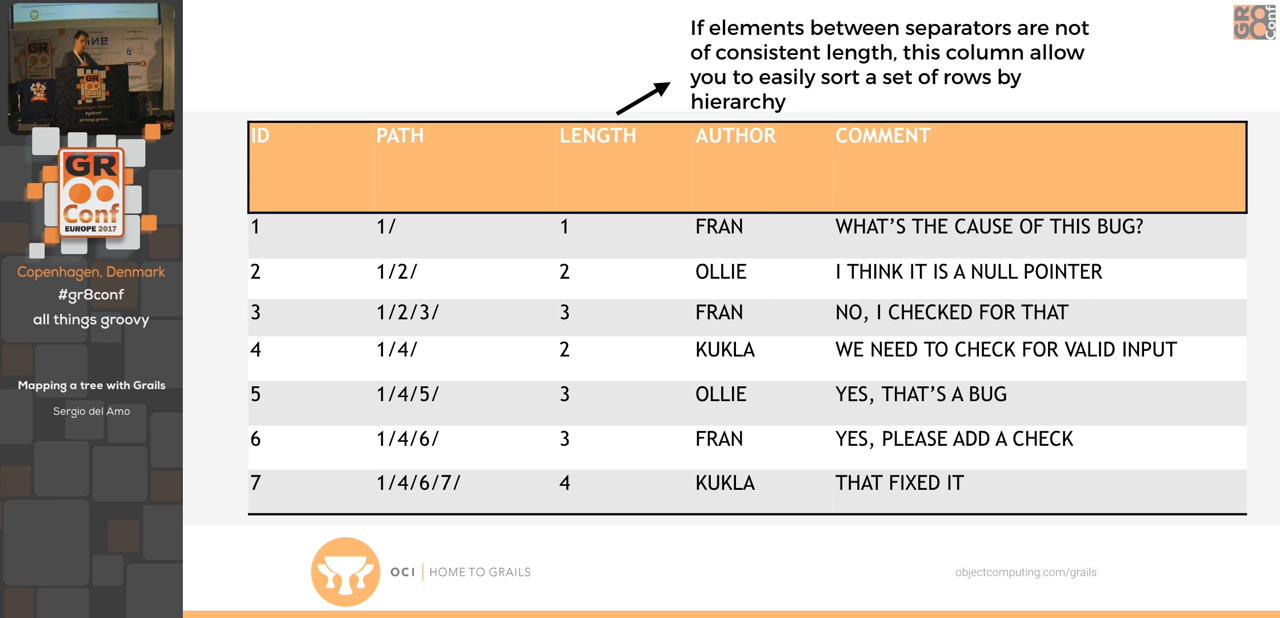 If elements between separators are not
of consistent length, this column allow
you to easily sort a set of rows by
hierarchy
GR8Conf
GR
8
Conf
EUROPE 2017
Copenhagen, Denmark
#gr8conf
all things groovy
Mapping a tree with Grails
Sergio del Amo
ID PATH LENGTH AUTHOR COMMENT
1 1/ 1 FRAN WHAT'S THE CAUSE OF THIS BUG?
2 1/2/ 2 OLLIE I THINK IT IS A NULL POINTER
3 1/2/3/ 3 FRAN NO, I CHECKED FOR THAT
4 1/4/ 2 KUKLA WE NEED TO CHECK FOR VALID INPUT
5 1/4/5/ 3 OLLIE YES, THAT'S A BUG
6 1/4/6/ 3 FRAN YES, PLEASE ADD A CHECK
7 1/4/6/7/ 4 KUKLA THAT FIXED IT
OCI | HOME TO GRAILS
objectcomputing.com/grails